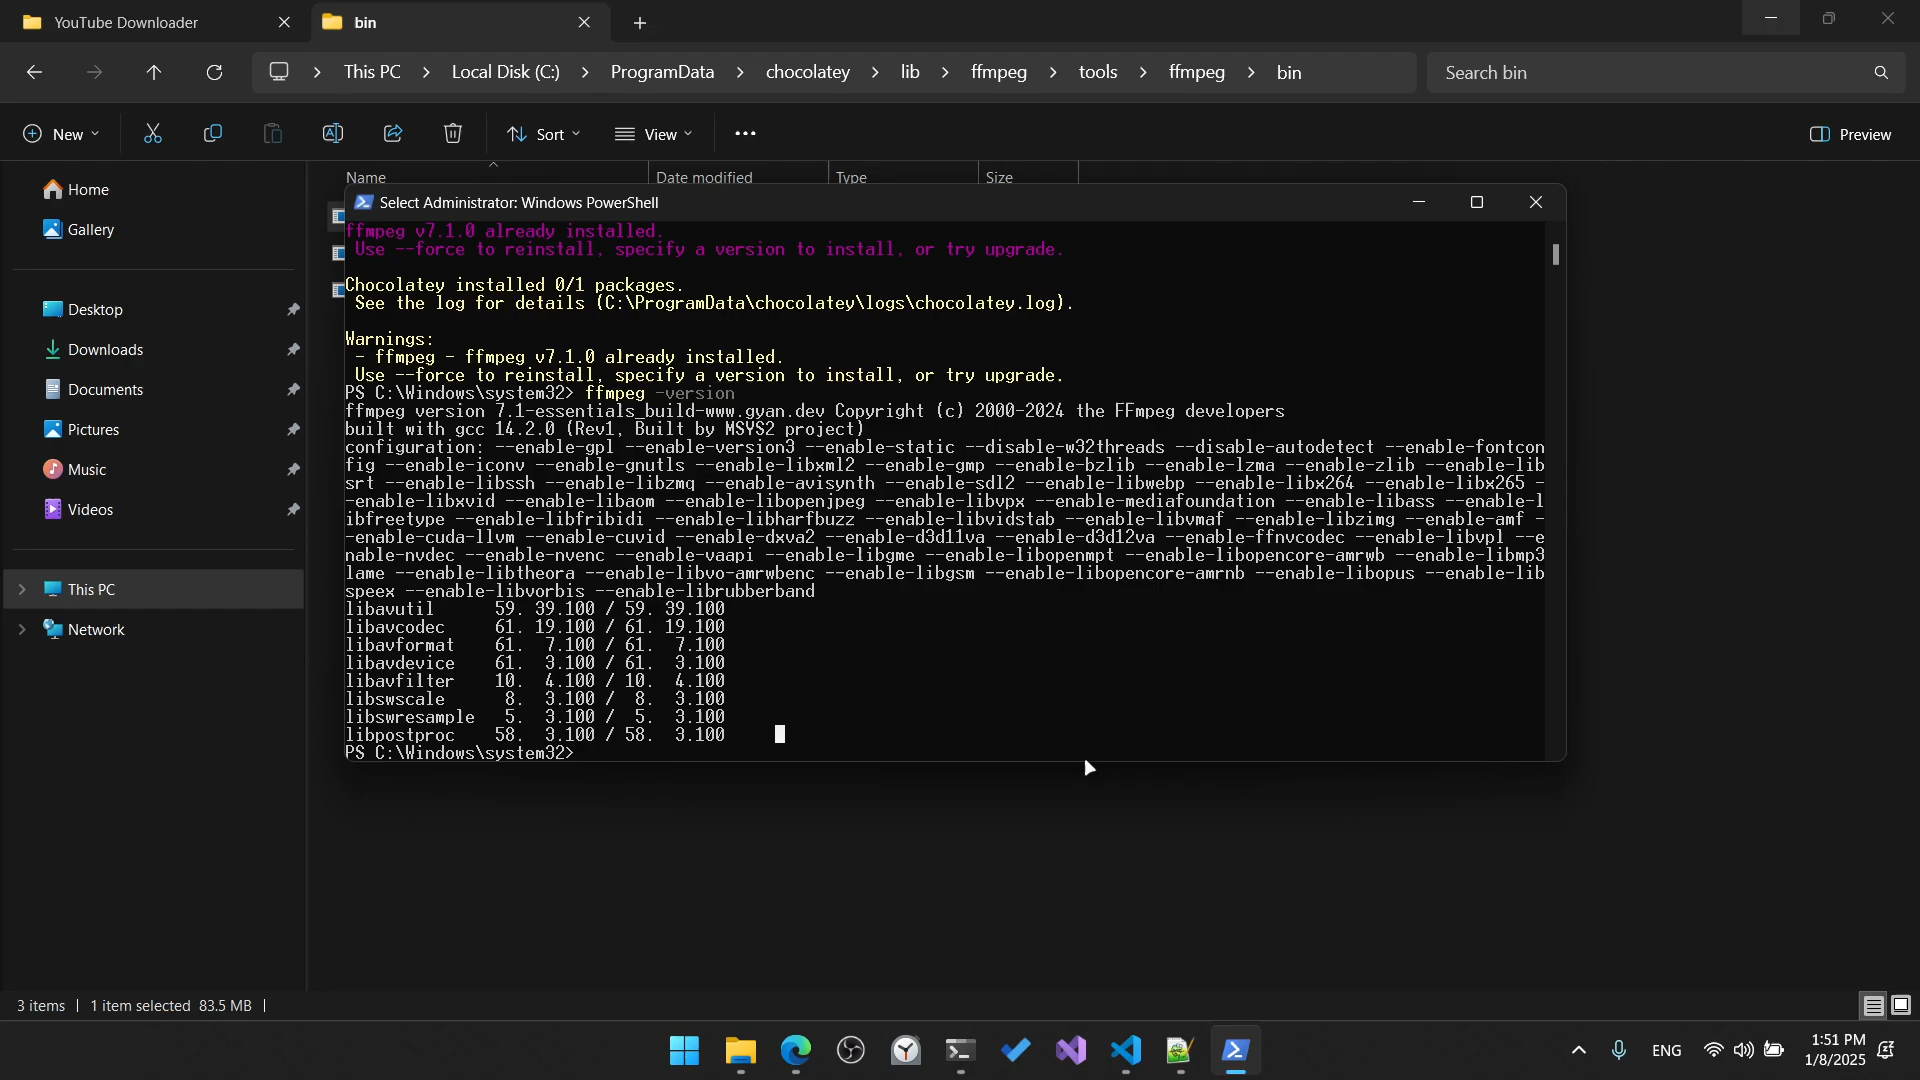 YouTube Downloader
bin
This PC
Local Disk (C:)
ProgramData
chocolatey
lib
ffmpeg
tools
ffmpeg
bin
Search bin
New
Sort
View
Preview
Name
Date modified
Type
Size
Home
Gallery
Desktop
Downloads
Documents
Pictures
Music
Videos
This PC
Network
Select Administrator: Windows PowerShell
ffmpeg v7.1.0 already installed.
Use --force to reinstall, specify a version to install, or try upgrade.
Chocolatey installed 0/1 packages.
See the log for details (C:\ProgramData\chocolatey\logs\chocolatey.log).
Warnings:
- ffmpeg - ffmpeg v7.1.0 already installed.
Use --force to reinstall, specify a version to install, or try upgrade.
PS C:\Windows\system32> ffmpeg -version
ffmpeg version 7.1-essentials_build-www.gyan.dev Copyright (c) 2000-2024 the FFmpeg developers
built with gcc 14.2.0 (Rev1, Built by MSYS2 project)
configuration: --enable-gpl --enable-version3 --enable-static --disable-w32threads --disable-autodetect --enable-fontcon
fig --enable-iconv --enable-gnutls --enable-libxml2 --enable-gmp --enable-bzlib --enable-lzma --enable-zlib --enable-lib
srt --enable-libssh --enable-libzmq --enable-avisynth --enable-sdl2 --enable-libwebp --enable-libx264 --enable-libx265 -
-enable-libxvid --enable-libaom --enable-libopenjpeg --enable-libvpx --enable-mediafoundation --enable-libass --enable-l
ibfreetype --enable-libfribidi --enable-libharfbuzz --enable-libvidstab --enable-libvmaf --enable-libzimg --enable-amf -
-enable-cuda-llvm --enable-cuvid --enable-dxva2 --enable-d3d11va --enable-d3d12va --enable-ffnvcodec --enable-libvpl --e
nable-nvdec --enable-nvenc --enable-vaapi --enable-libgme --enable-libopenmpt --enable-libopencore-amrwb --enable-libmp3
lame --enable-libtheora --enable-libvo-amrwbenc --enable-libgsm --enable-libopencore-amrnb --enable-libopus --enable-lib
speex --enable-libvorbis --enable-librubberband
libavutil 59. 39.100 / 59. 39.100
libavcodec 61. 19.100 / 61. 19.100
libavformat 61. 7.100 / 61. 7.100
libavdevice 61. 3.100 / 61. 3.100
libavfilter 10. 4.100 / 10. 4.100
libswscale 8. 3.100 / 8. 3.100
libswresample 5. 3.100 / 5. 3.100
libpostproc 58. 3.100 / 58. 3.100
PS C:\Windows\system32>
3 items
1 item selected 83.5 MB
ENG
1:51 PM
1/8/2025